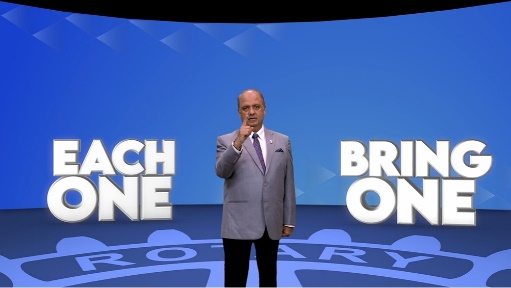 EACH
ONE
BRING
ONE
ROTARY